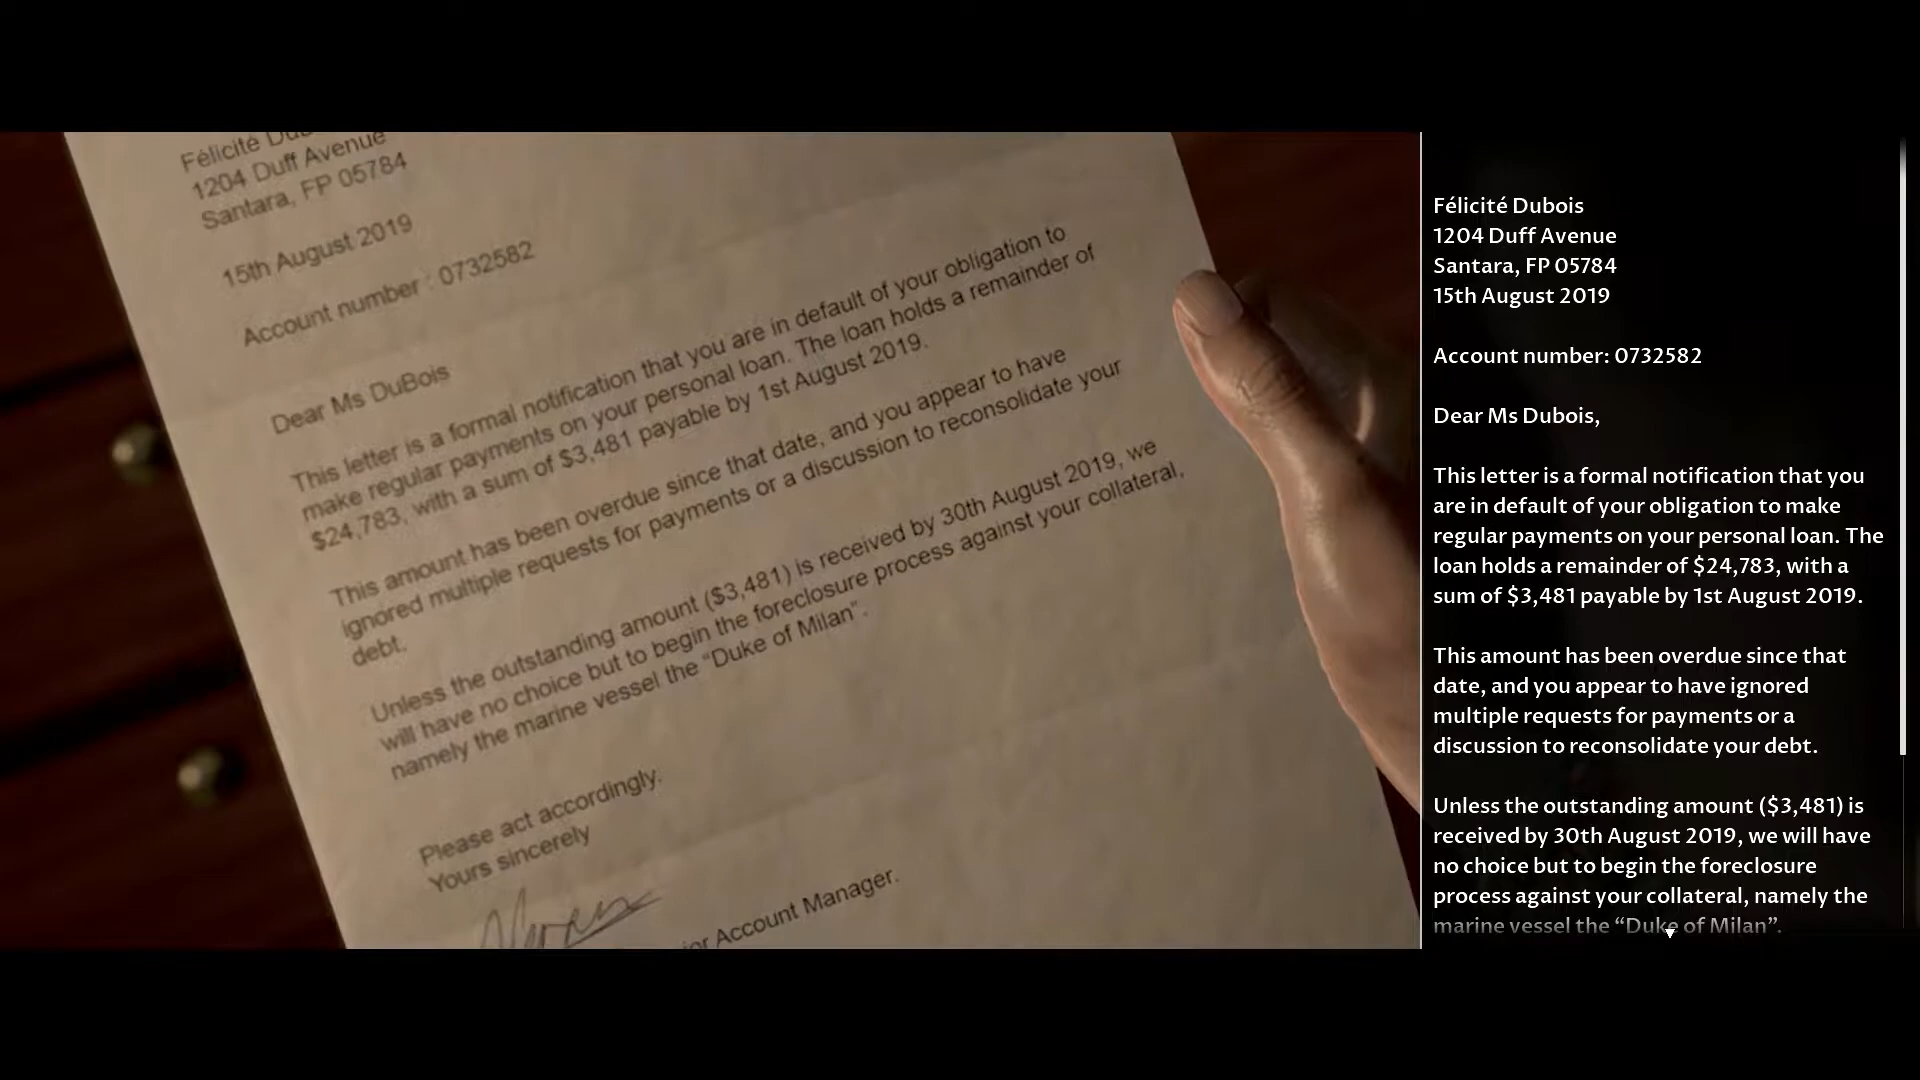 Félicité
1204 Duff Avenue
Santara, FP 05784
15th August 2019
Account number : 0732582
Dear Ms DuBois
This letter is a formal notification that you are in default of your obligation to
make regular payments on your personal loan. The loan holds a remainder of
$24,783, with a sum of $3,481 payable by 1st August 2019.
This amount has been overdue since that date, and you appear to have
ignored multiple requests for payments or a discussion to reconsolidate your
debt.
Unless the outstanding amount ($3,481) is received by 30th August 2019, we
will have no choice but to begin the foreclosure process against your collateral,
namely the marine vessel the “Duke of Milan”.
Please act accordingly.
Yours sincerely
Account Manager.
Félicité Dubois
1204 Duff Avenue
Santara, FP 05784
15th August 2019
Account number: 0732582
Dear Ms Dubois,
This letter is a formal notification that you
are in default of your obligation to make
regular payments on your personal loan. The
loan holds a remainder of $24,783, with a
sum of $3,481 payable by 1st August 2019.
This amount has been overdue since that
date, and you appear to have ignored
multiple requests for payments or a
discussion to reconsolidate your debt.
Unless the outstanding amount ($3,481) is
received by 30th August 2019, we will have
no choice but to begin the foreclosure
process against your collateral, namely the
marine vessel the “Duke of Milan”.